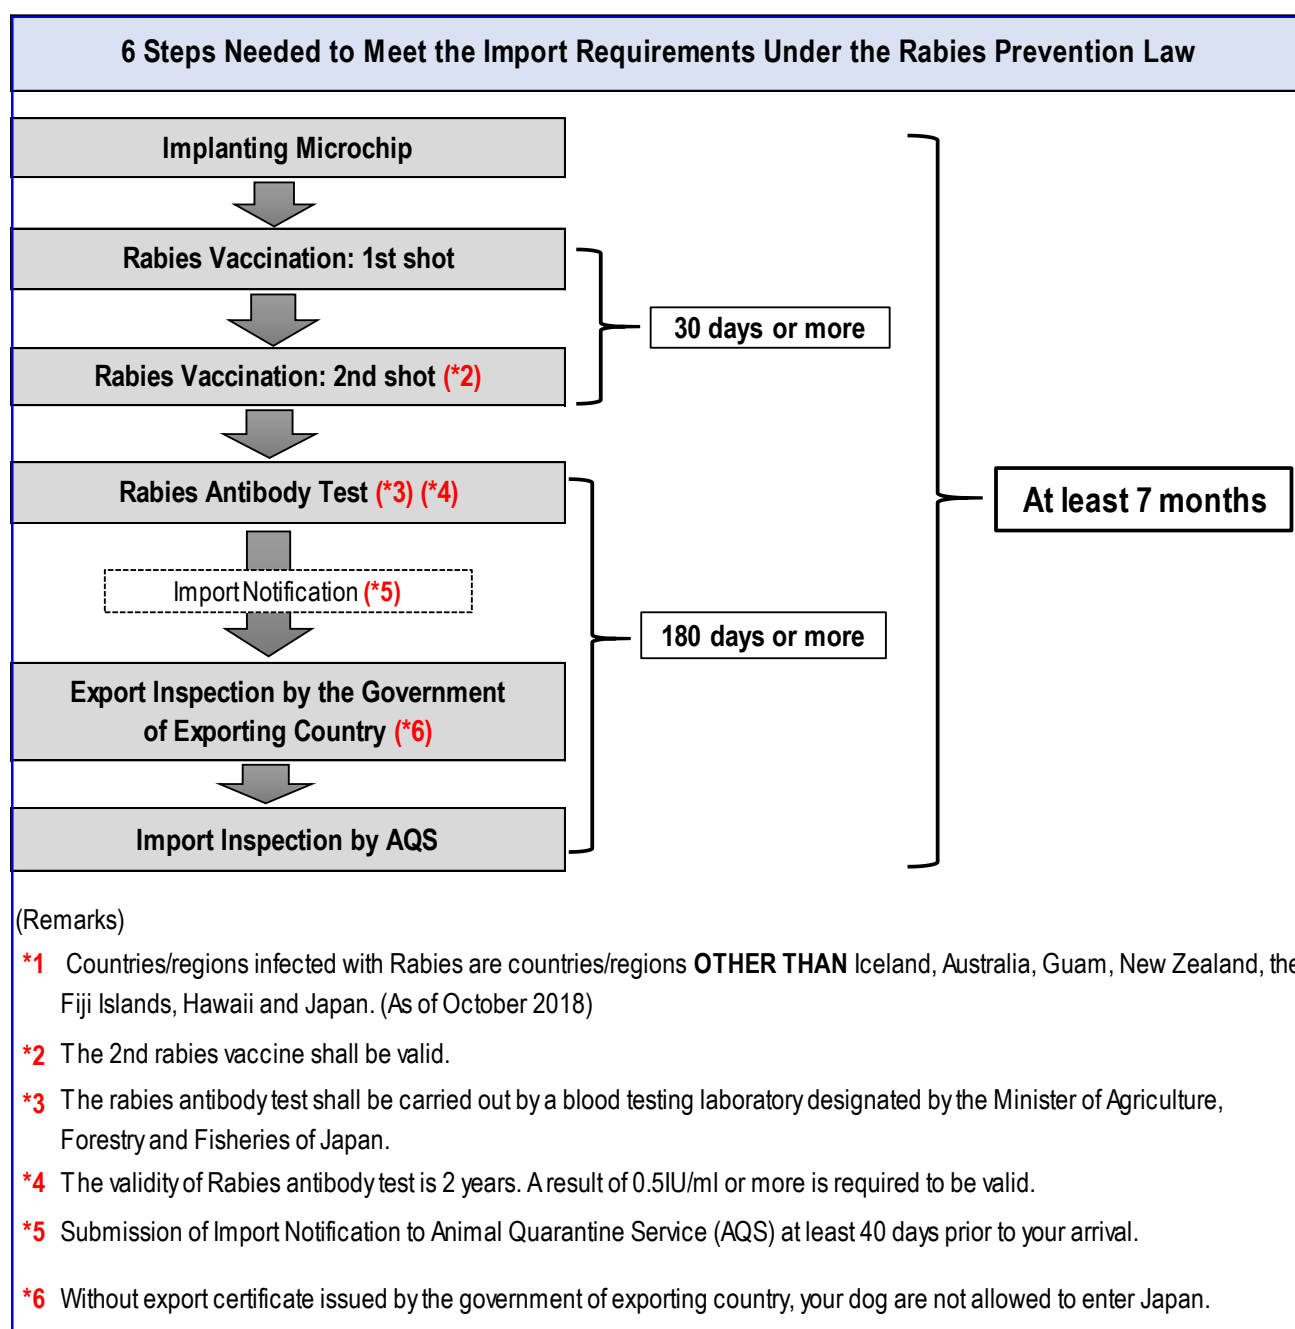 6 Steps Needed to Meet the Import Requirements Under the Rabies Prevention Law
Implanting Microchip
Rabies Vaccination: 1st shot
30 days or more
Rabies Vaccination: 2nd shot (*2)
Rabies Antibody Test (*3) (*4)
At least 7 months
Import Notification (*5)
180 days or more
Export Inspection by the Government
of Exporting Country (*6)
Import Inspection by AQS
(Remarks)
*1 Countries/regions infected with Rabies are countries/regions OTHER THAN Iceland, Australia, Guam, New Zealand, the
Fiji Islands, Hawaii and Japan. (As of October 2018)
*2 The 2nd rabies vaccine shall be valid.
*3 The rabies antibody test shall be carried out by a blood testing laboratory designated by the Minister of Agriculture,
Forestry and Fisheries of Japan.
*4 The validity of Rabies antibody test is 2 years. A result of 0.5IU/ml or more is required to be valid.
*5 Submission of Import Notification to Animal Quarantine Service (AQS) at least 40 days prior to your arrival.
*6 Without export certificate issued by the government of exporting country, your dog are not allowed to enter Japan.